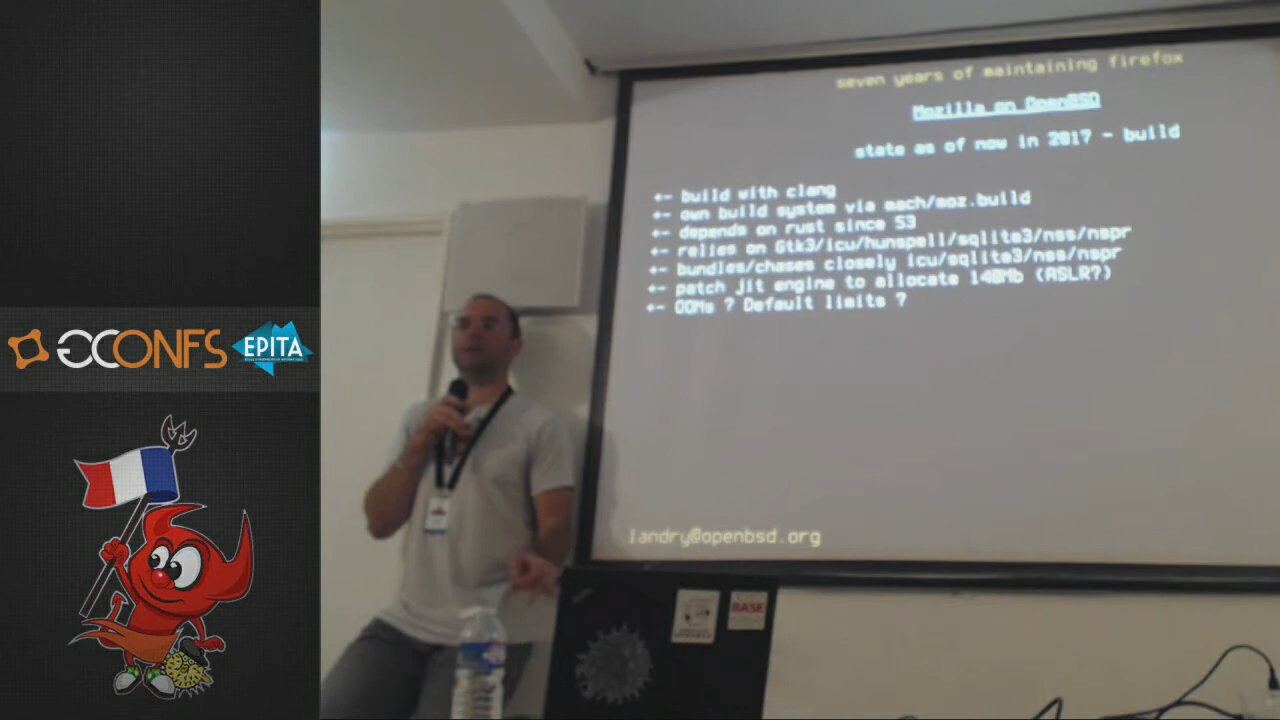 seven years of maintaining firefox
Mozilla on OpenBSD
state as of now in 2017 - build
<- build with clang
<- own build system via mach/moz.build
<- depends on rust since 53
<- relies on Gtk3/icu/hunspell/sqlite3/nss/nspr
<- bundles/chases closely icu/sqlite3/nss/nspr
<- patch jit engine to allocate 140Mb (ASLR?)
<- OOMs ? Default limits ?
landry@openbsd.org
GCONFS
EPITA
BASE